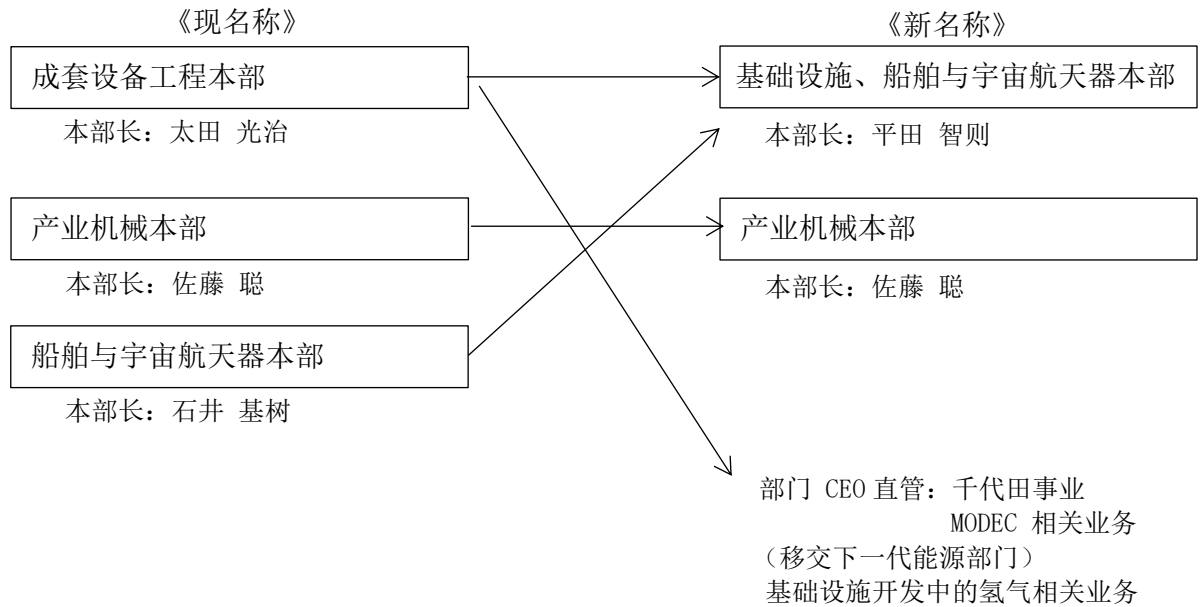 《现名称》
《新名称》
成套设备工程本部
基础设施、船舶与宇宙航天器本部
本部长：太田 光治
本部长：平田 智则
产业机械本部
产业机械本部
本部长：佐藤 聪
本部长：佐藤 聪
船舶与宇宙航天器本部
本部长：石井 基树
部门 CEO 直管：千代田事业
MODEC 相关业务
（移交下一代能源部门）
基础设施开发中的氢气相关业务